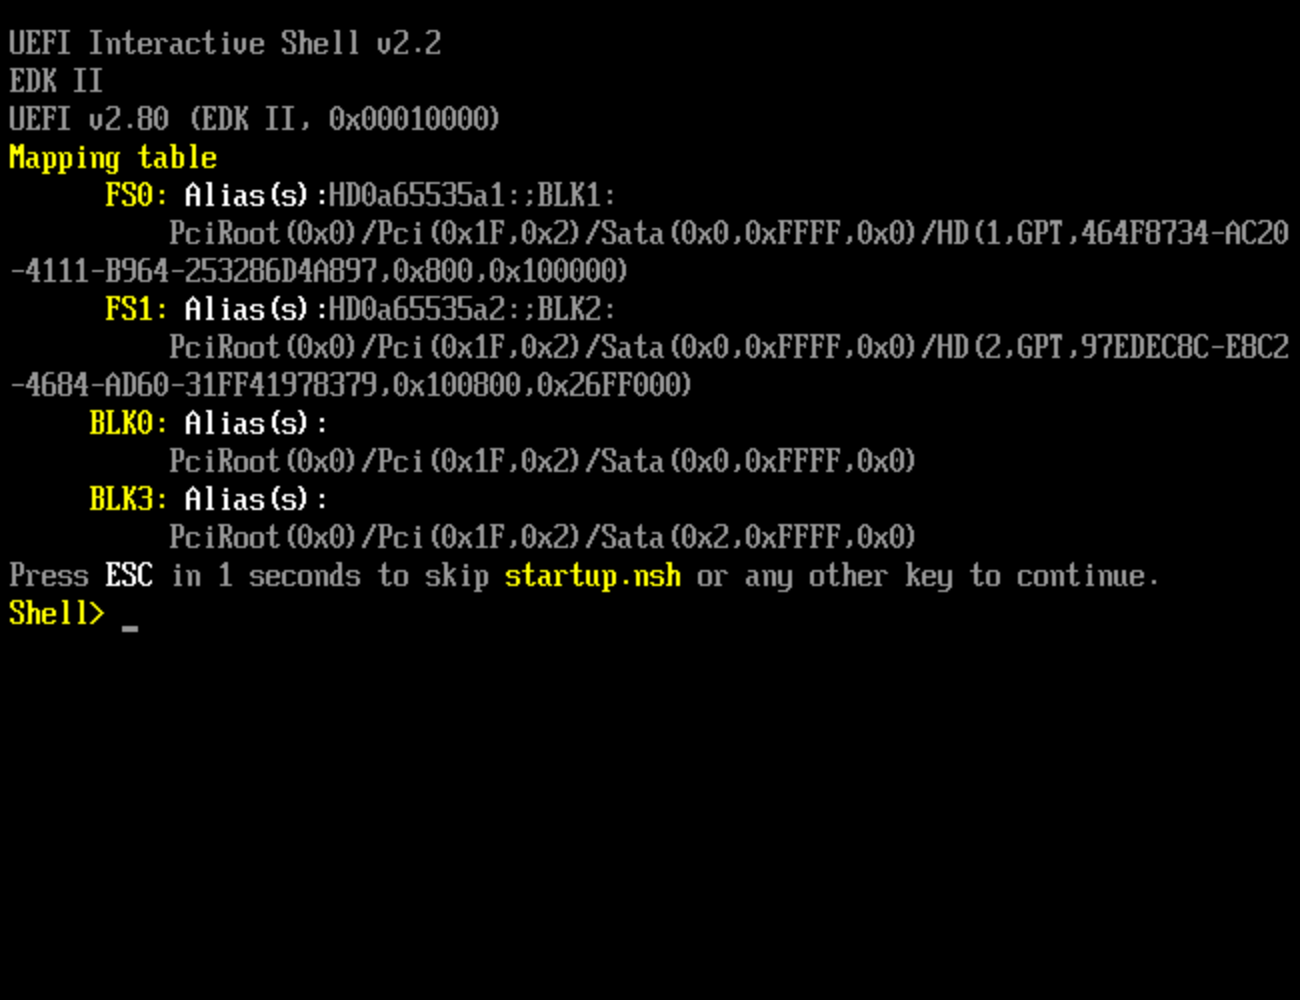 UEFI Interactive Shell v2.2
EDK II
UEFI v2.80 (EDK II, 0x00010000)
Mapping table
FS0: Alias(s):HD0a65535a1:;BLK1:
PciRoot(0x0)/Pci(0x1F,0x2)/Sata(0x0,0xFFFF,0x0)/HD(1,GPT,464F8734-AC20
-4111-B964-253286D4A897,0x800,0x100000)
FS1: Alias(s):HD0a65535a2:;BLK2:
PciRoot(0x0)/Pci(0x1F,0x2)/Sata(0x0,0xFFFF,0x0)/HD(2,GPT,97EDEC8C-E8C2
-4684-AD60-31FF41978379,0x100800,0x26FF000)
BLK0: Alias(s):
PciRoot(0x0)/Pci(0x1F,0x2)/Sata(0x0,0xFFFF,0x0)
BLK3: Alias(s):
PciRoot(0x0)/Pci(0x1F,0x2)/Sata(0x2,0xFFFF,0x0)
Press ESC in 1 seconds to skip startup.nsh or any other key to continue.
Shell> _